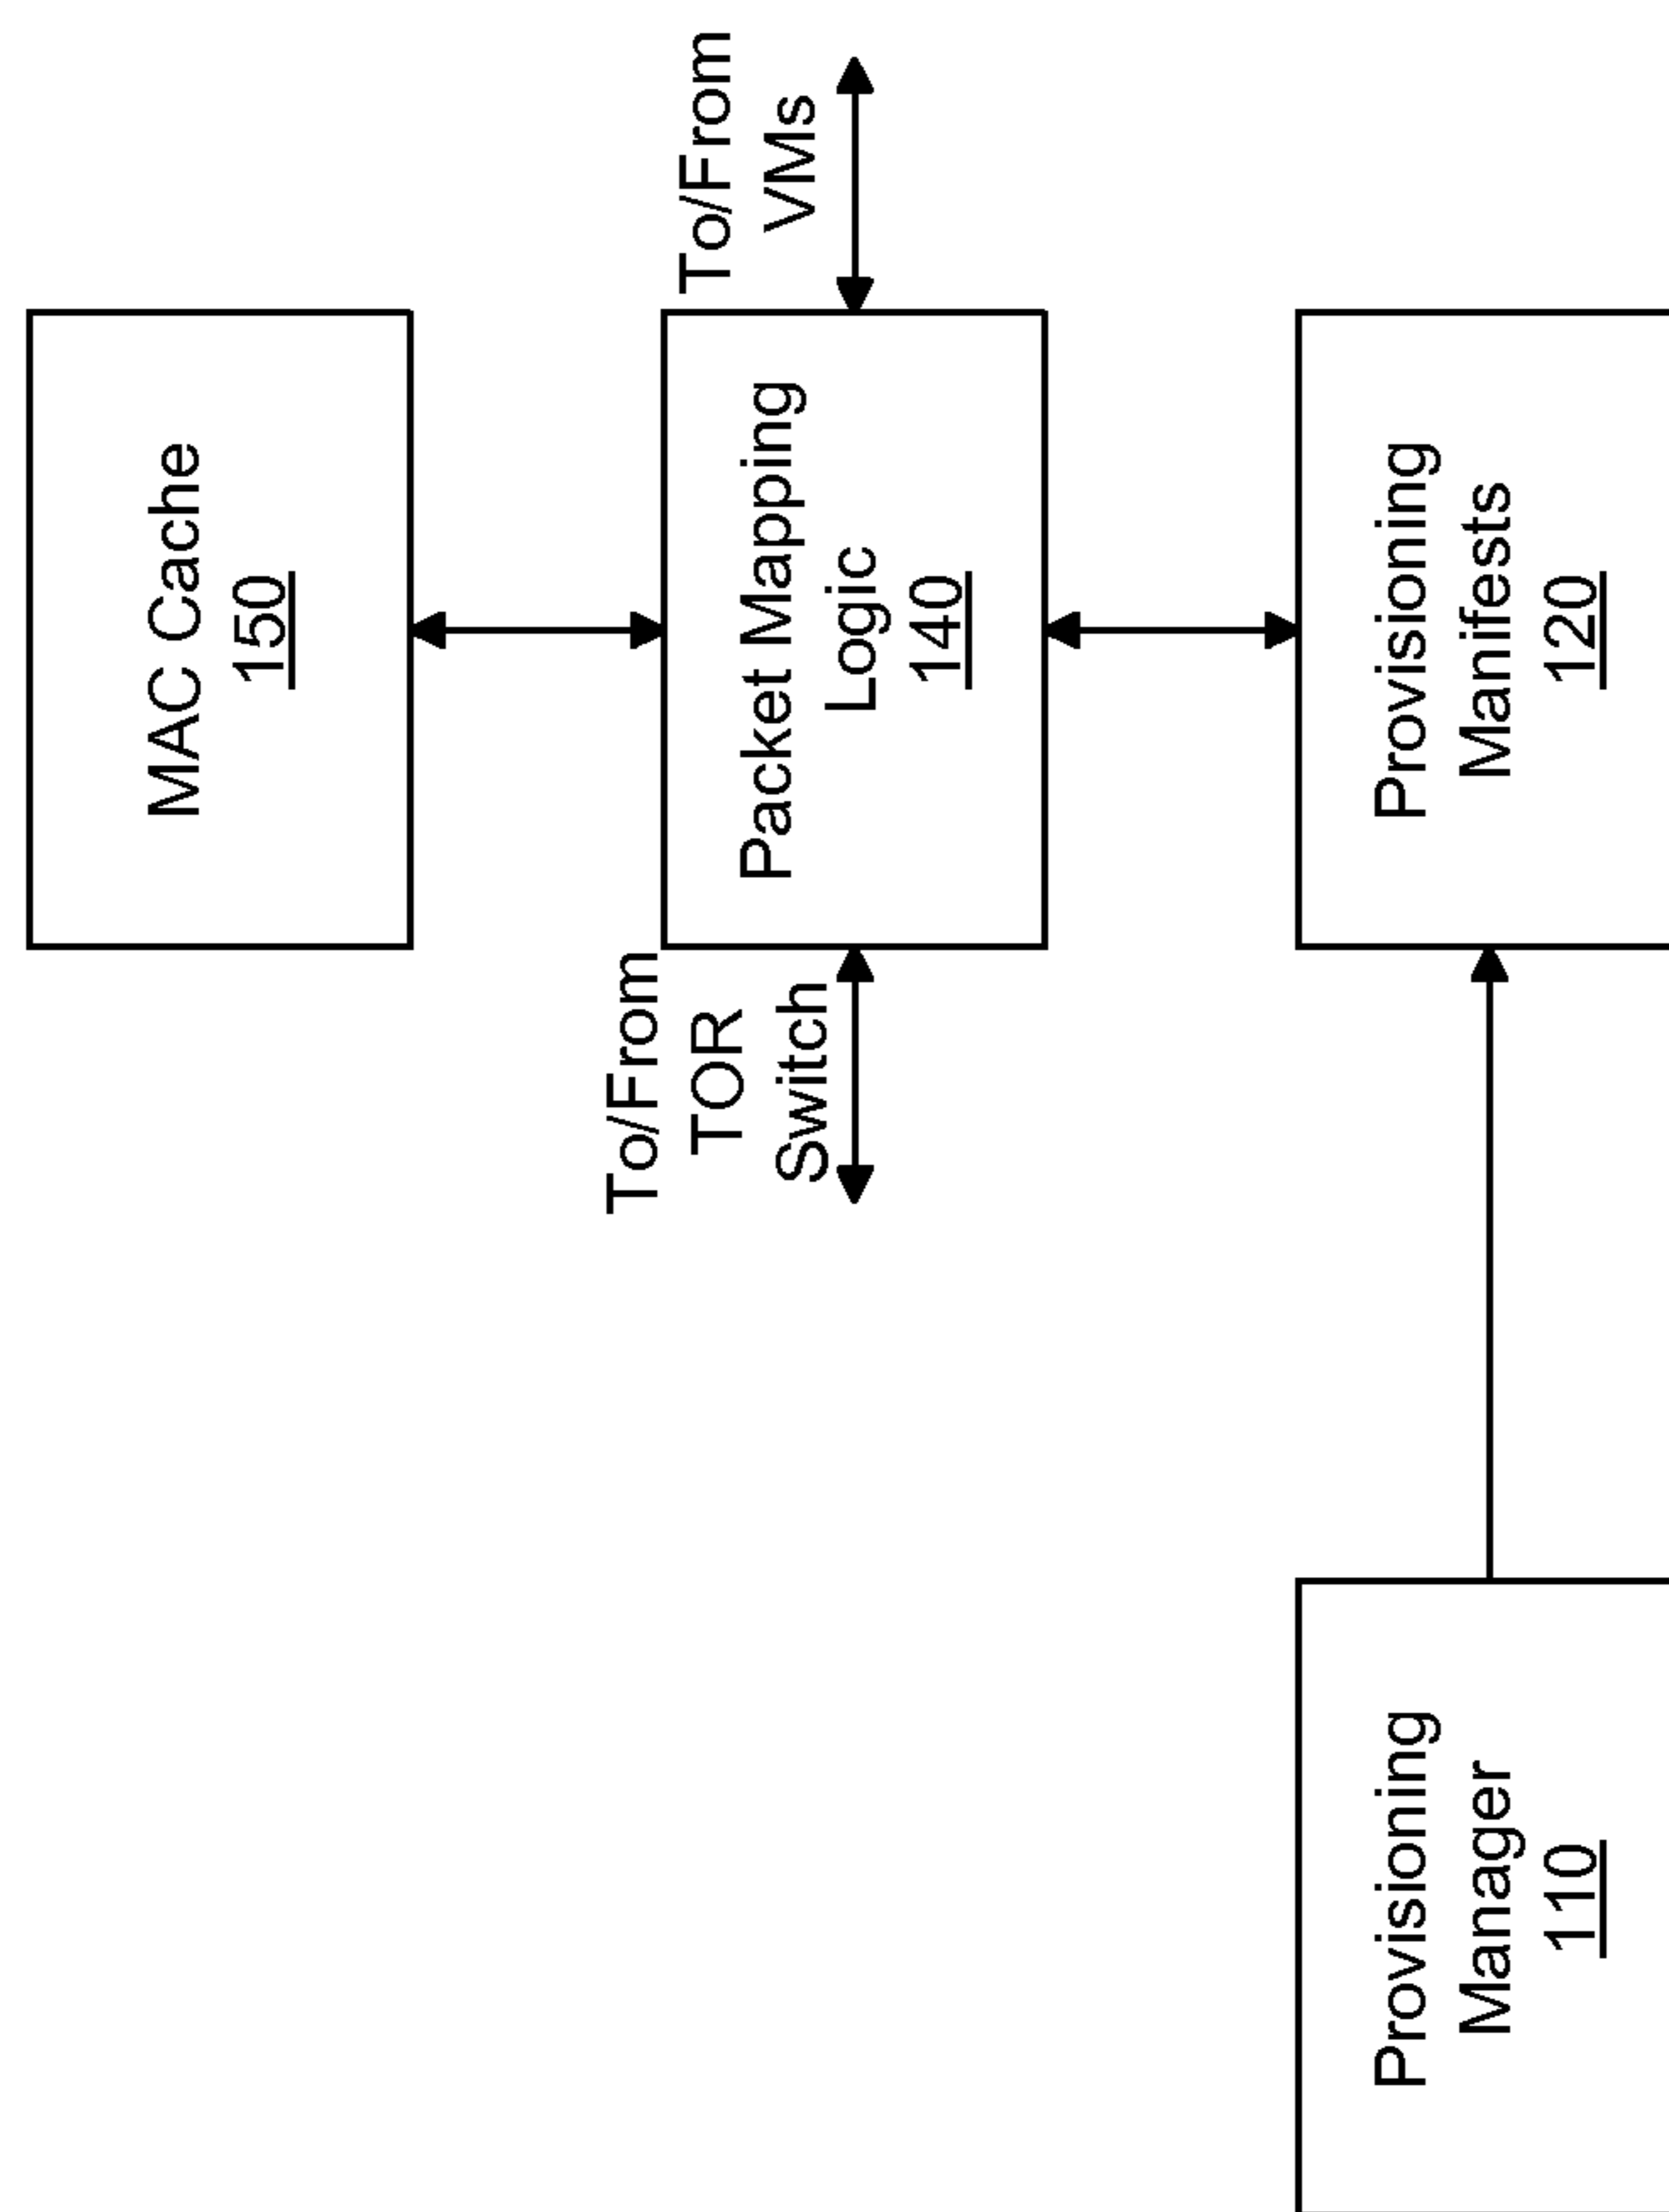 MAC Cache
150
To/From
TOR
Switch
Packet Mapping
Logic
140
To/From
VMs
Provisioning
Manager
110
Provisioning
Manifests
120